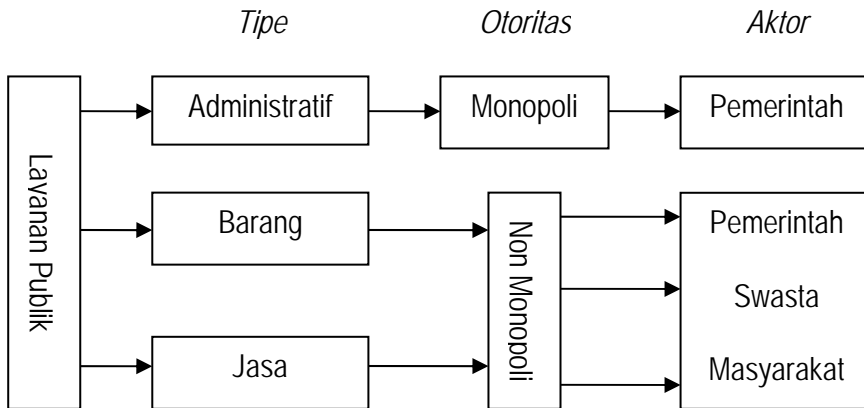 Tipe Otoritas Aktor
Layanan Publik
Administratif Monopoli Pemerintah
Barang
Jasa
Non Monopoli
Pemerintah
Swasta
Masyarakat